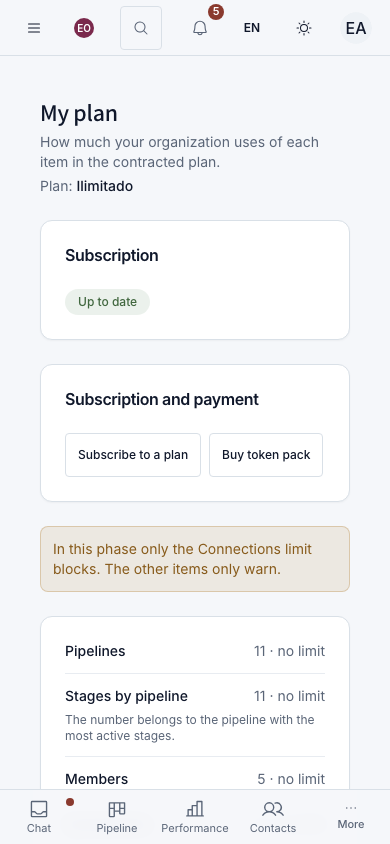 EO
5
EN
EA
My plan
How much your organization uses of each
item in the contracted plan.
Plan: Ilimitado
Subscription
Up to date
Subscription and payment
Subscribe to a plan
Buy token pack
In this phase only the Connections limit
blocks. The other items only warn.
Pipelines 11 · no limit
Stages by pipeline 11 · no limit
The number belongs to the pipeline with the
most active stages.
Members 5 · no limit
Chat
Pipeline
Performance
Contacts
More